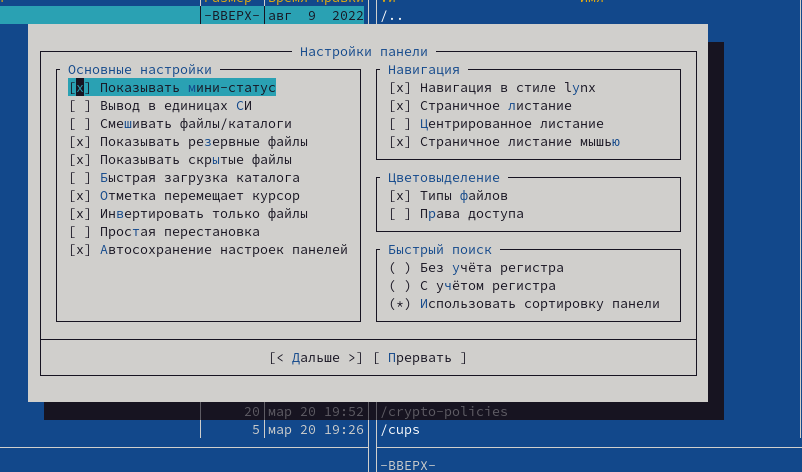 -ВВЕРХ- авг  9  2022 /..
Настройки панели
Основные настройки
[x] Показывать мини-статус
[ ] Вывод в единицах СИ
[ ] Смешивать файлы/каталоги
[x] Показывать резервные файлы
[x] Показывать скрытые файлы
[ ] Быстрая загрузка каталога
[x] Отметка перемещает курсор
[x] Инвертировать только файлы
[ ] Простая перестановка
[x] Автосохранение настроек панелей
Навигация
[x] Навигация в стиле lynx
[x] Страничное листание
[ ] Центрированное листание
[x] Страничное листание мышью
Цветовыделение
[x] Типы файлов
[ ] Права доступа
Быстрый поиск
( ) Без учёта регистра
( ) С учётом регистра
(*) Использовать сортировку панели
[< Дальше >] [ Прервать ]
20 мар 20 19:52 /crypto-policies
5 мар 20 19:26 /cups
-ВВЕРХ-